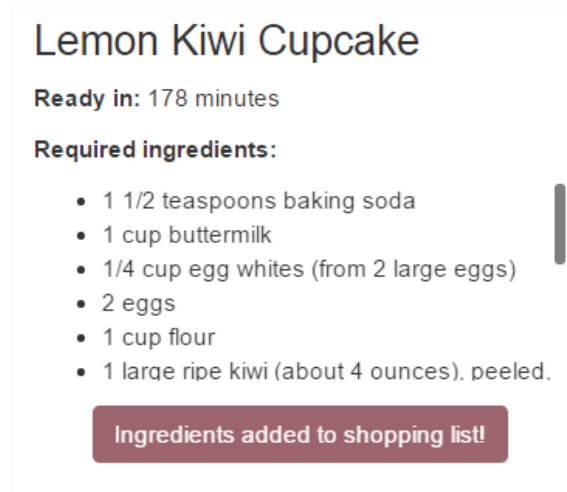 Lemon Kiwi Cupcake
Ready in: 178 minutes
Required ingredients:
• 1 1/2 teaspoons baking soda
• 1 cup buttermilk
• 1/4 cup egg whites (from 2 large eggs)
• 2 eggs
• 1 cup flour
• 1 large ripe kiwi (about 4 ounces), peeled,
Ingredients added to shopping list!